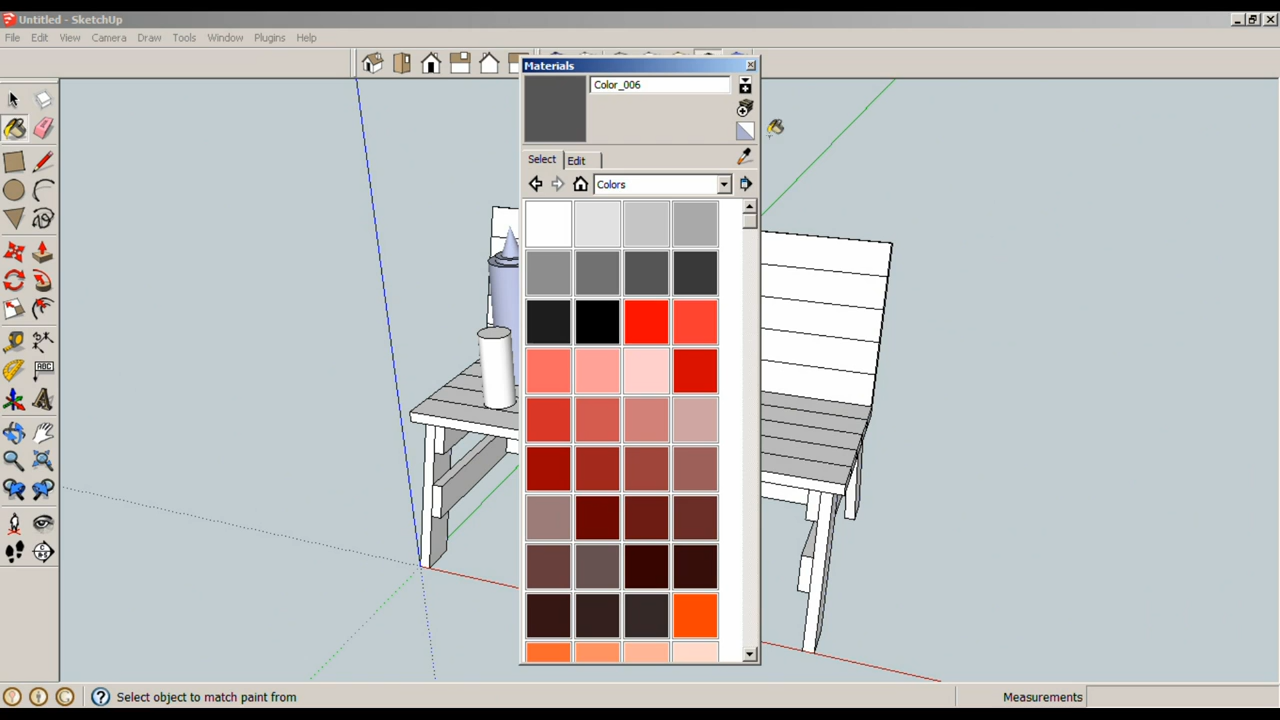 Untitled - SketchUp
File Edit View Camera Draw Tools Window Plugins Help
Materials
Color_006
Select Edit
Colors
ABC
Select object to match paint from
Measurements